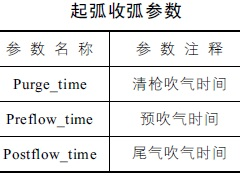 起弧收弧参数
参数名称 参数注释
Purge_time 清枪吹气时间
Preflow_time 预吹气时间
Postflow_time 尾气吹气时间